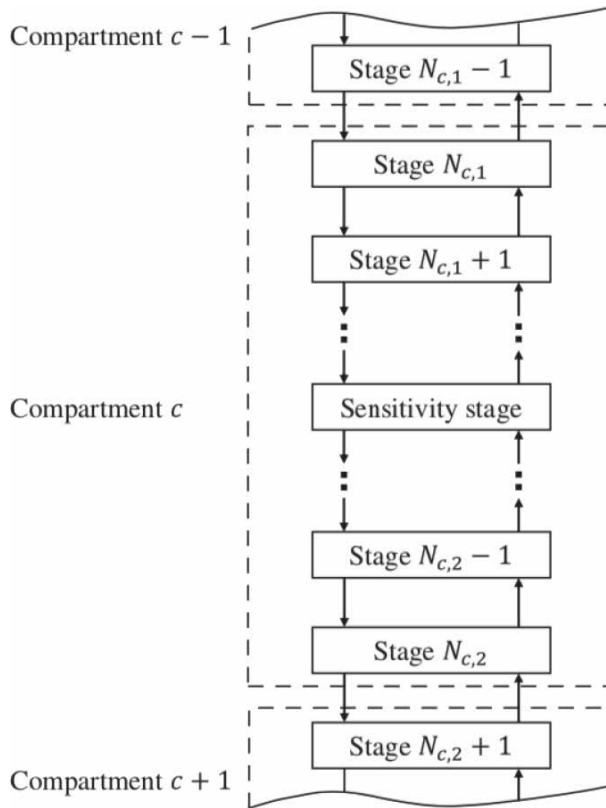 Compartment c − 1
Stage N_{c,1} − 1
Stage N_{c,1}
Stage N_{c,1} + 1
Compartment c
Sensitivity stage
Stage N_{c,2} − 1
Stage N_{c,2}
Stage N_{c,2} + 1
Compartment c + 1